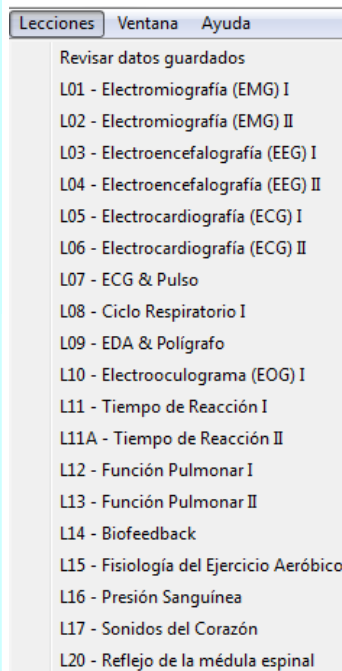 Lecciones Ventana Ayuda
Revisar datos guardados
L01 - Electromiografía (EMG) I
L02 - Electromiografía (EMG) II
L03 - Electroencefalografía (EEG) I
L04 - Electroencefalografía (EEG) II
L05 - Electrocardiografía (ECG) I
L06 - Electrocardiografía (ECG) II
L07 - ECG & Pulso
L08 - Ciclo Respiratorio I
L09 - EDA & Polígrafo
L10 - Electrooculograma (EOG) I
L11 - Tiempo de Reacción I
L11A - Tiempo de Reacción II
L12 - Función Pulmonar I
L13 - Función Pulmonar II
L14 - Biofeedback
L15 - Fisiología del Ejercicio Aeróbico
L16 - Presión Sanguínea
L17 - Sonidos del Corazón
L20 - Reflejo de la médula espinal